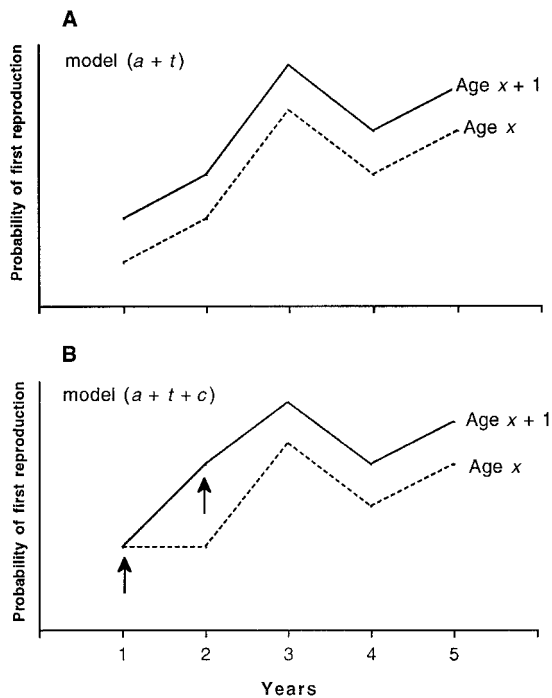 A
model (a + t)
Age x + 1
Age x
Probability of first reproduction
B
model (a + t + c)
Age x + 1
Age x
Probability of first reproduction
1 2 3 4 5
Years